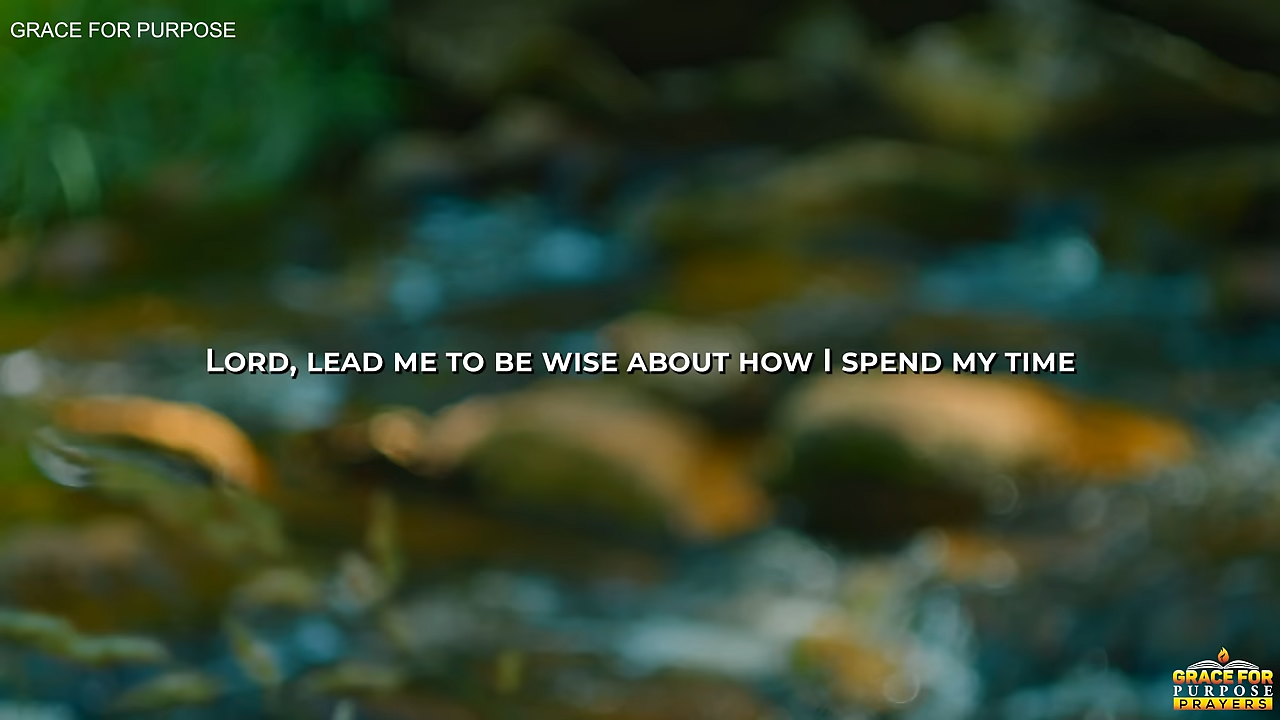 GRACE FOR PURPOSE
Lord, lead me to be wise about how I spend my time
GRACE FOR
PURPOSE
PRAYERS